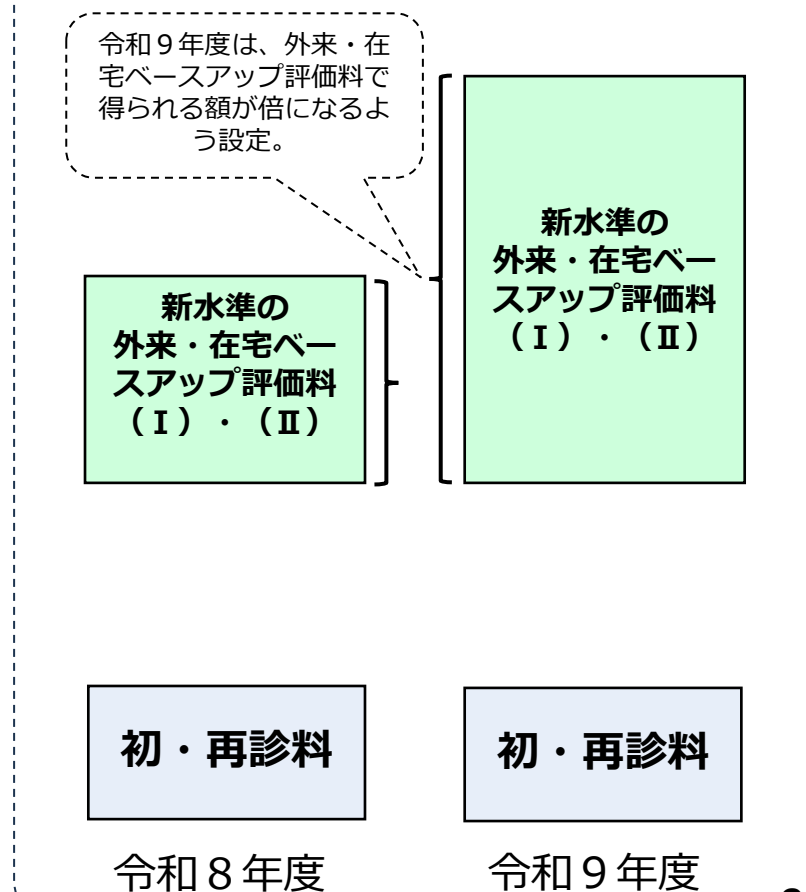 令和９年度は、外来・在
宅ベースアップ評価料で
得られる額が倍になるよ
う設定。
新水準の
外来・在宅ベー
スアップ評価料
（Ⅰ）・（Ⅱ）
新水準の
外来・在宅ベー
スアップ評価料
（Ⅰ）・（Ⅱ）
初・再診料
初・再診料
令和８年度
令和９年度